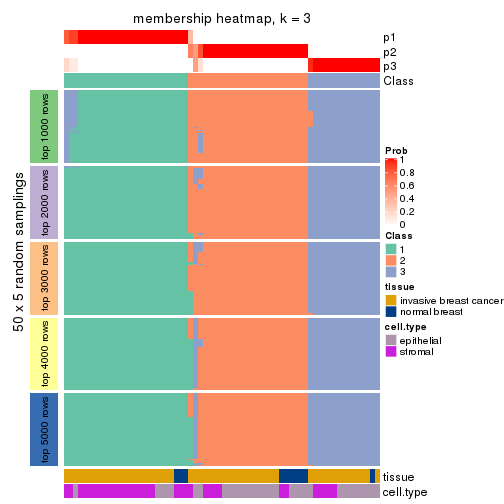 membership heatmap, k = 3
p1
p2
p3
Class
50 x 5 random samplings
top 1000 rows
top 2000 rows
top 3000 rows
top 4000 rows
top 5000 rows
Prob
1
0.8
0.6
0.4
0.2
0
Class
1
2
3
tissue
invasive breast cancer
normal breast
cell.type
epithelial
stromal
tissue
cell.type